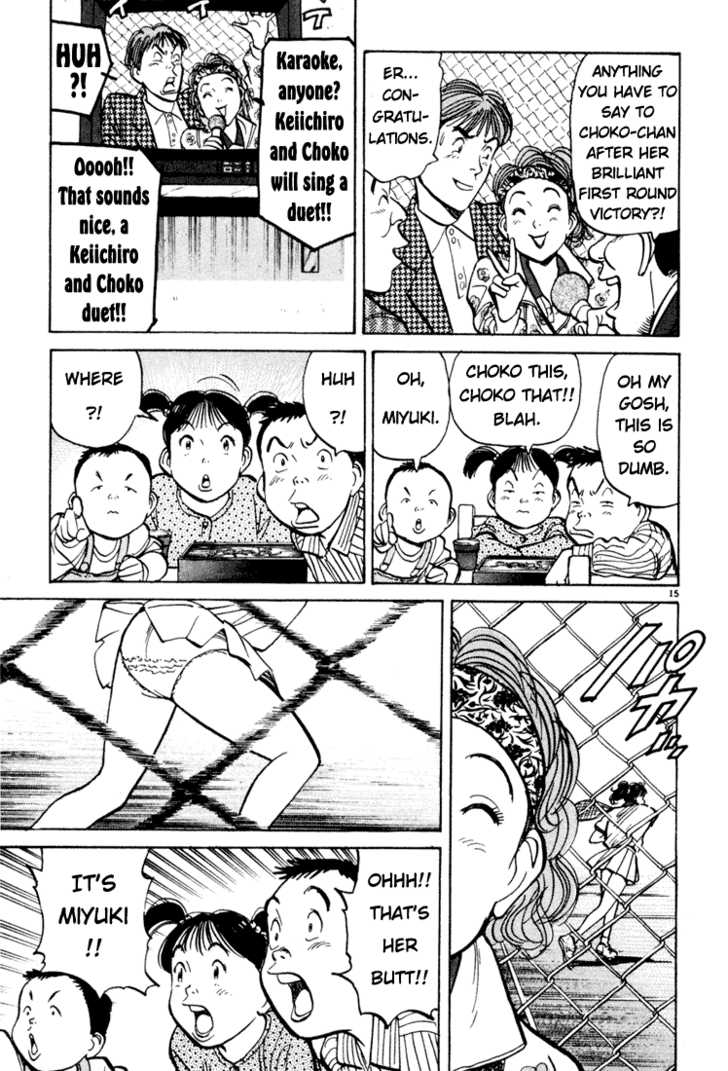 ANYTHING
YOU HAVE TO
SAY TO
CHOKO-CHAN
AFTER HER
BRILLIANT
FIRST ROUND
VICTORY?!
ER...
CON-
GRATU-
LATIONS.
Karaoke,
anyone?
Keiichiro
and Choko
will sing a
duet!!
HUH
?!
Ooooh!!
That sounds
nice, a
Keiichiro
and Choko
duet!!
OH MY
GOSH,
THIS IS
SO
DUMB.
CHOKO THIS,
CHOKO THAT!!
BLAH.
OH,
MIYUKI.
HUH
?!
WHERE
?!
15
パカッ
OHHH!!
THAT'S
HER
BUTT!!
IT'S
MIYUKI
!!